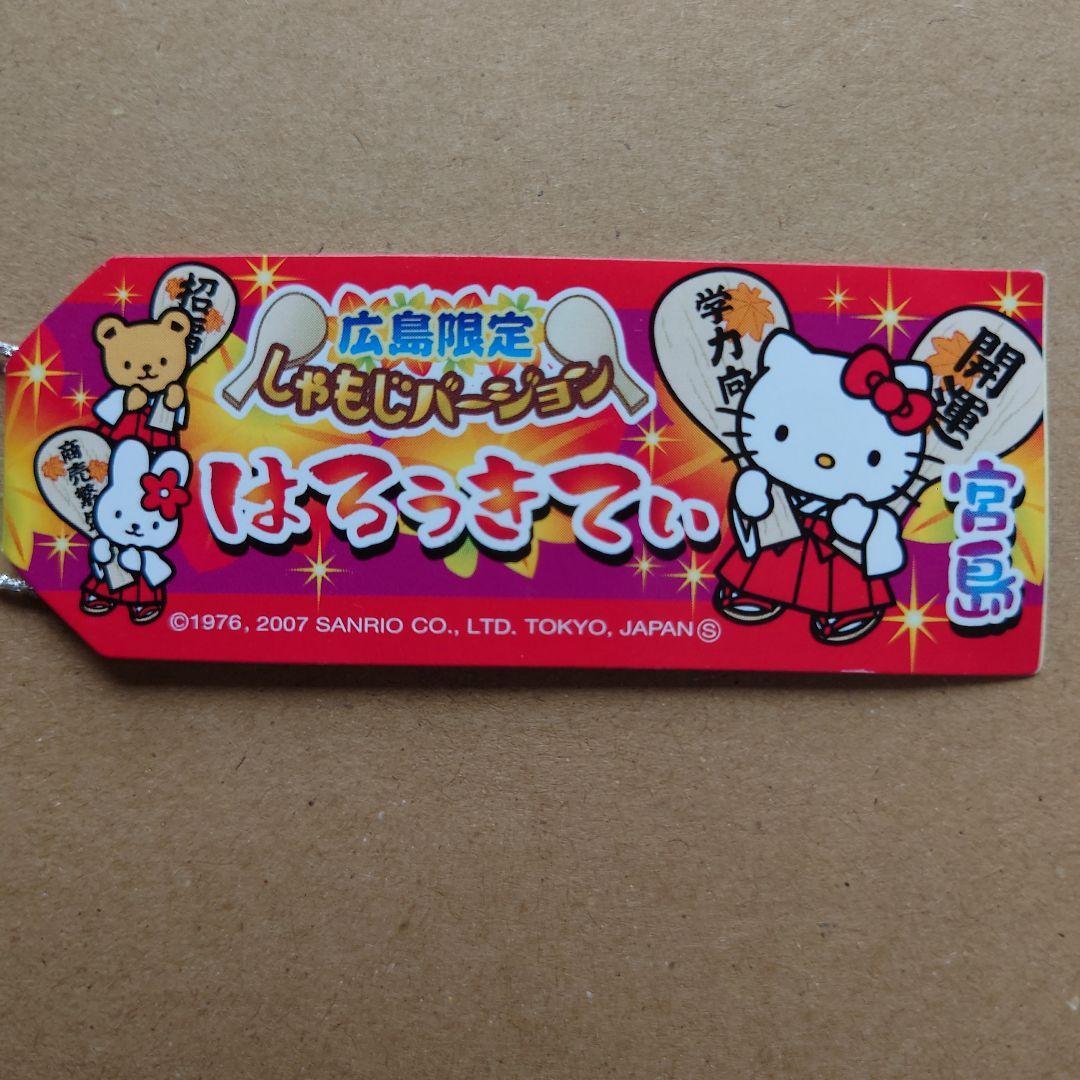 広島限定
しゃもじバージョン
はろうきてぃ
©1976, 2007 SANRIO CO., LTD. TOKYO, JAPAN Ⓢ
招
商売繁
学力向
開運
宮島